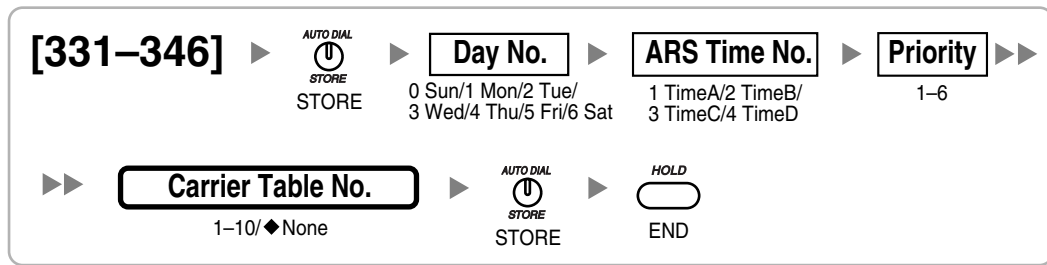 [331–346] AUTO DIAL STORE STORE Day No. ARS Time No. Priority
0 Sun/1 Mon/2 Tue/ 1 TimeA/2 TimeB/ 1–6
3 Wed/4 Thu/5 Fri/6 Sat 3 TimeC/4 TimeD
Carrier Table No. AUTO DIAL STORE STORE HOLD END
1–10/◆None